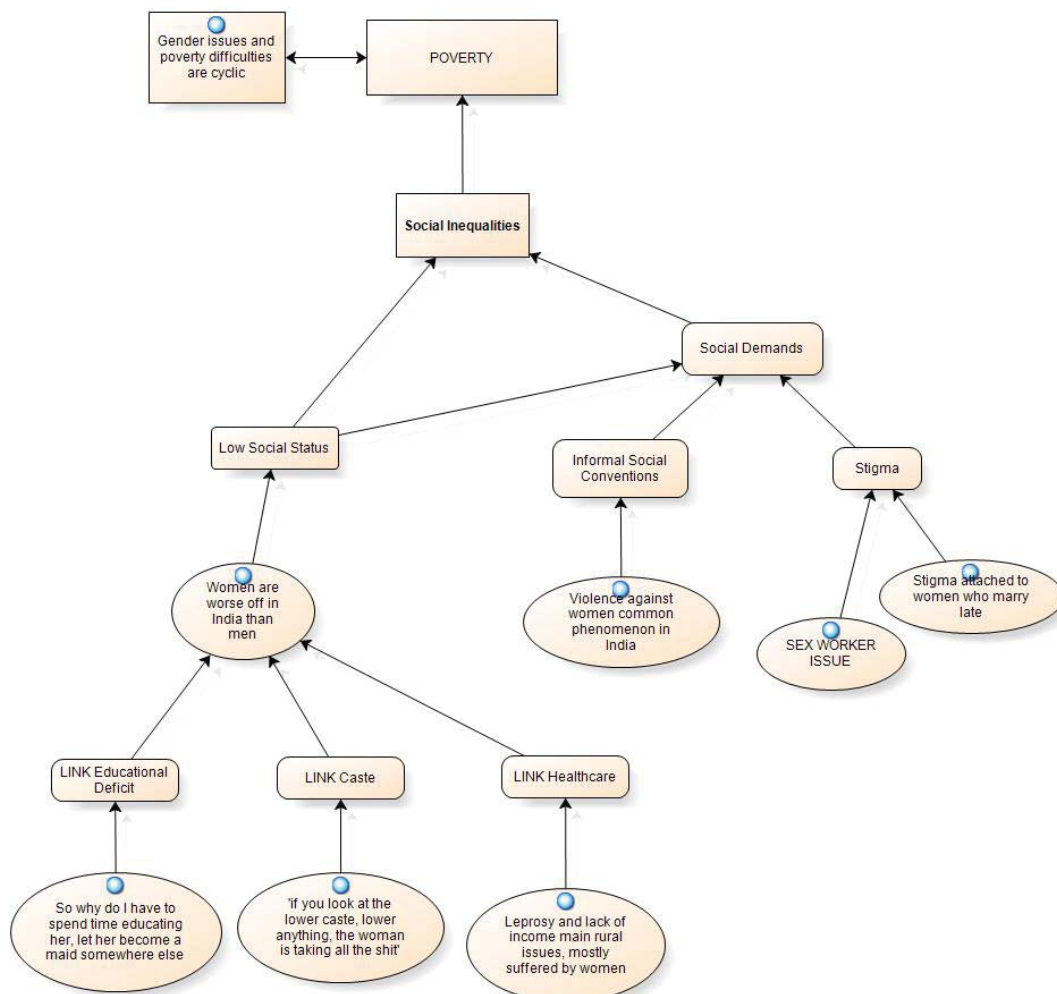 Gender issues and
poverty difficulties
are cyclic
POVERTY
Social Inequalities
Social Demands
Low Social Status
Informal Social
Conventions
Stigma
Women are
worse off in
India than
men
Violence against
women common
phenomenon in
India
SEX WORKER
ISSUE
Stigma attached to
women who marry
late
LINK Educational
Deficit
LINK Caste
LINK Healthcare
So why do I have to
spend time educating
her, let her become a
maid somewhere else
'if you look at the
lower caste, lower
anything, the woman
is taking all the shit'
Leprosy and lack of
income main rural
issues, mostly
suffered by women